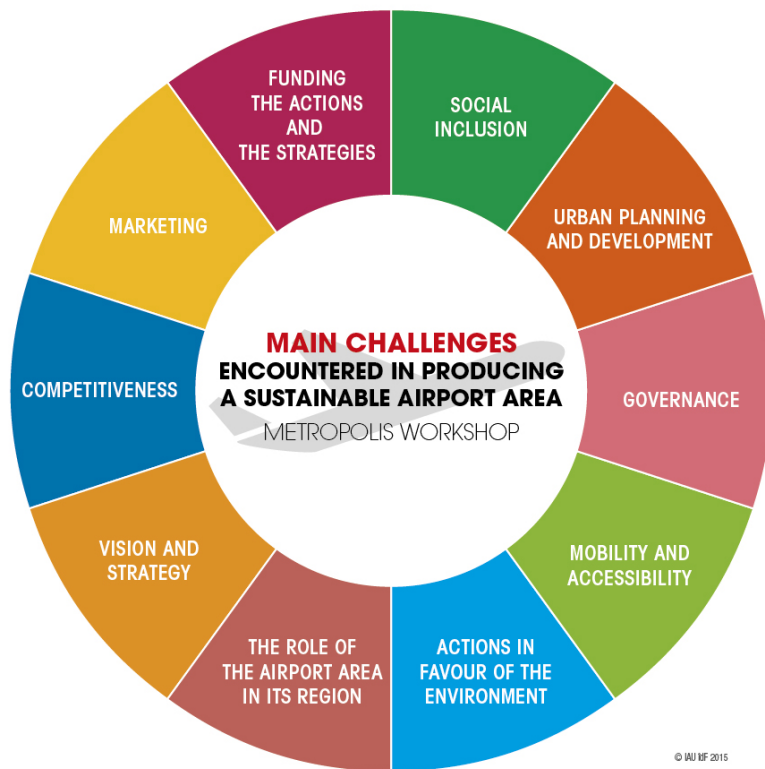 FUNDING
THE ACTIONS
AND
THE STRATEGIES
SOCIAL
INCLUSION
URBAN PLANNING
AND DEVELOPMENT
GOVERNANCE
MOBILITY AND
ACCESSIBILITY
ACTIONS IN
FAVOUR OF THE
ENVIRONMENT
THE ROLE OF
THE AIRPORT AREA
IN ITS REGION
VISION AND
STRATEGY
COMPETITIVENESS
MARKETING
MAIN CHALLENGES
ENCOUNTERED IN PRODUCING
A SUSTAINABLE AIRPORT AREA
METROPOLIS WORKSHOP
© IAU îdF 2015